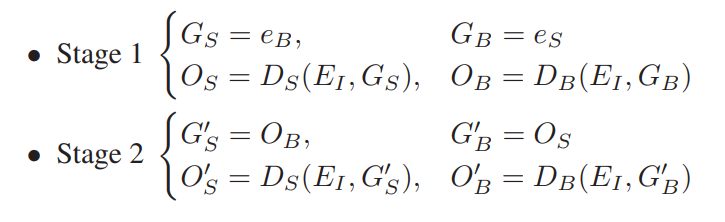 • Stage 1 { G_S = e_B, G_B = e_S
O_S = D_S(E_I, G_S), O_B = D_B(E_I, G_B)
• Stage 2 { G'_S = O_B, G'_B = O_S
O'_S = D_S(E_I, G'_S), O'_B = D_B(E_I, G'_B)